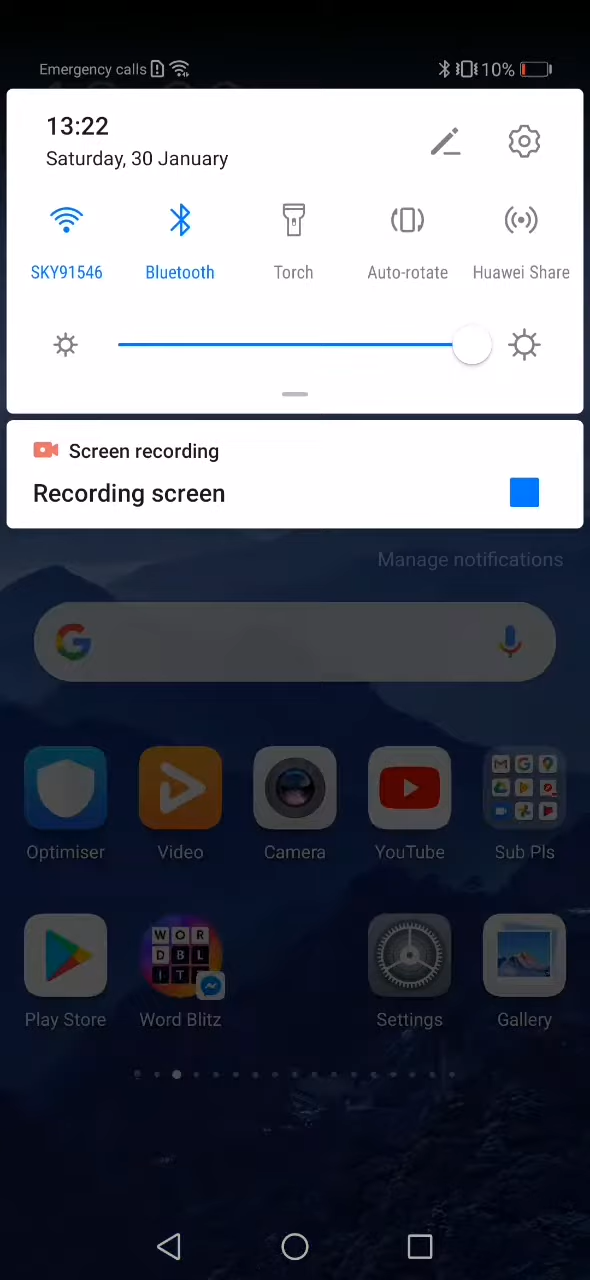 Emergency calls 10%
13:22
Saturday, 30 January
SKY91546 Bluetooth Torch Auto-rotate Huawei Share
Screen recording
Recording screen
Manage notifications
Optimiser Video Camera YouTube Sub Pls
W O R
D B L
I T
Play Store Word Blitz Settings Gallery